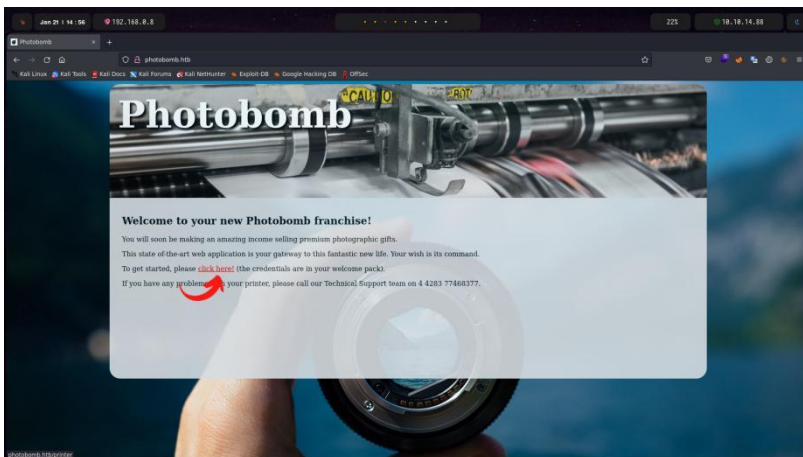 Jan 21 | 14:56
192.168.0.8
22%
10.10.14.88
Photobomb
photobomb.htb
Kali Linux
Kali Tools
Kali Docs
Kali Forums
Kali NetHunter
Exploit-DB
Google Hacking DB
OffSec
CAUTIO
BOT
Photobomb
Welcome to your new Photobomb franchise!
You will soon be making an amazing income selling premium photographic gifts.
This state-of-the-art web application is your gateway to this fantastic new life. Your wish is its command.
To get started, please click here! (the credentials are in your welcome pack).
If you have any problems your printer, please call our Technical Support team on 4 4283 77468377.
photobomb.htb/printer